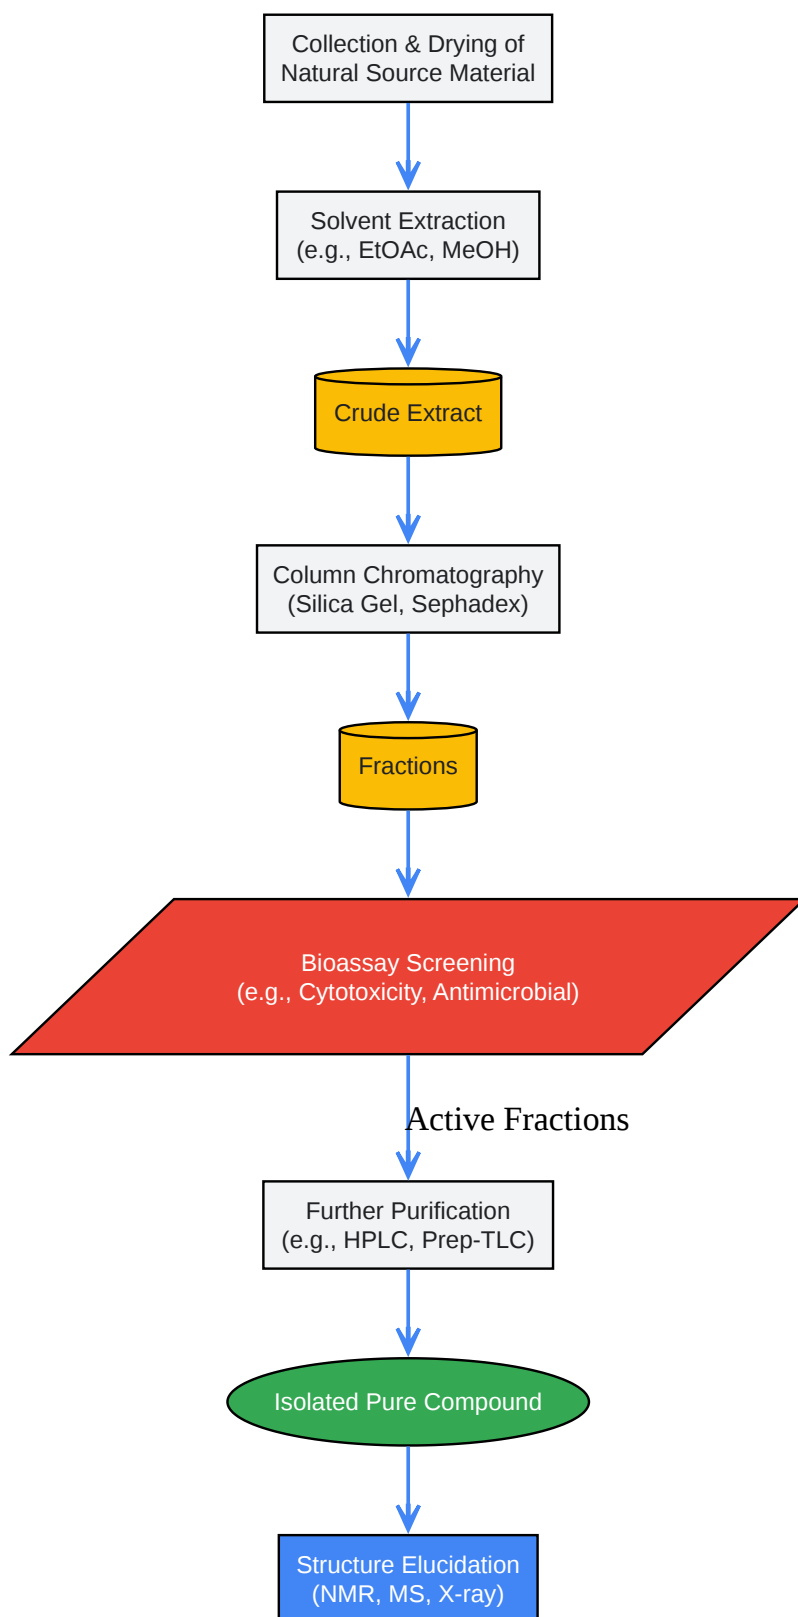 Collection & Drying of
Natural Source Material
Solvent Extraction
(e.g., EtOAc, MeOH)
Crude Extract
Column Chromatography
(Silica Gel, Sephadex)
Fractions
Bioassay Screening
(e.g., Cytotoxicity, Antimicrobial)
Active Fractions
Further Purification
(e.g., HPLC, Prep-TLC)
Isolated Pure Compound
Structure Elucidation
(NMR, MS, X-ray)